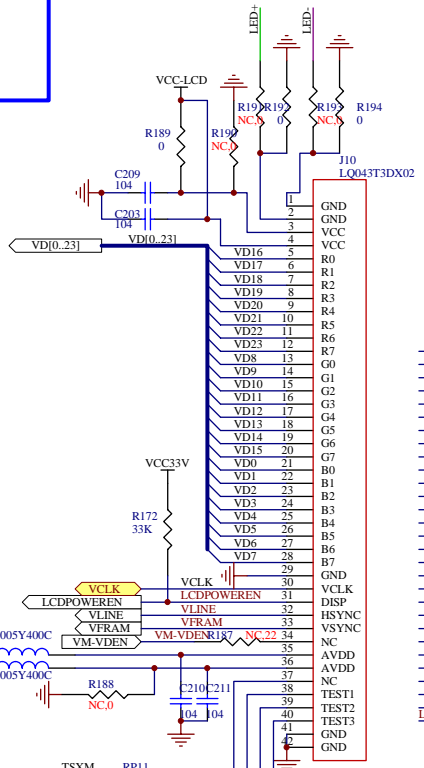 LED+
LED-
VCC-LCD
R189
0
R190
NC,0
R191
NC,0
R192
0
R193
NC,0
R194
0
J10
LQ043T3DX02
C209
104
C203
104
VD[0..23]
VD[0..23]
1 GND
2 GND
3 VCC
4 VCC
VD16 5 R0
VD17 6 R1
VD18 7 R2
VD19 8 R3
VD20 9 R4
VD21 10 R5
VD22 11 R6
VD23 12 R7
VD8 13 G0
VD9 14 G1
VD10 15 G2
VD11 16 G3
VD12 17 G4
VD13 18 G5
VD14 19 G6
VD15 20 G7
VD0 21 B0
VD1 22 B1
VD2 23 B2
VD3 24 B3
VD4 25 B4
VD5 26 B5
VD6 27 B6
VD7 28 B7
29 GND
VCC33V
R172
33K
VCLK VCLK 30 VCLK
LCDPOWEREN LCDPOWEREN 31 DISP
VLINE VLINE 32 HSYNC
VFRAM VFRAM 33 VSYNC
VM-VDEN VM-VDEN R187 NC,22 34 NC
005Y400C 35 AVDD
36 AVDD
005Y400C
R188
NC,0
C210 C211
104 104
37 NC
38 TEST1
39 TEST2
40 TEST3
41 GND
42 GND
TSXM RP11